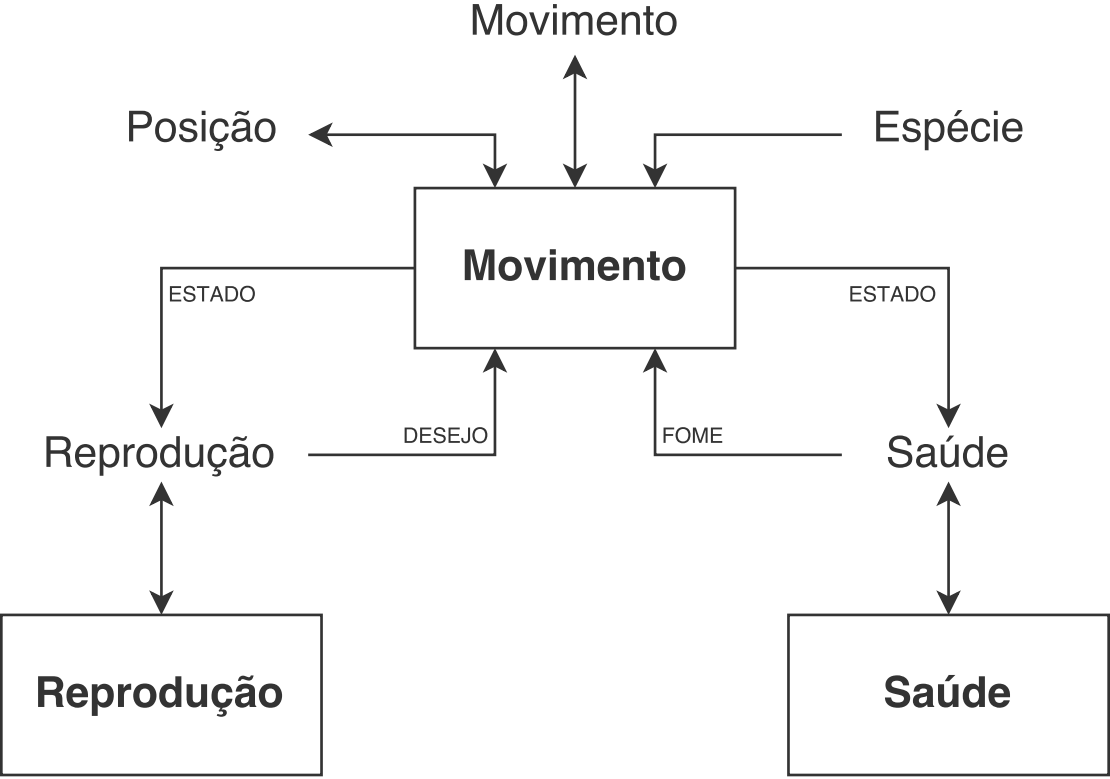 Movimento
Posição
Espécie
Movimento
ESTADO
ESTADO
DESEJO
FOME
Reprodução
Saúde
Reprodução
Saúde